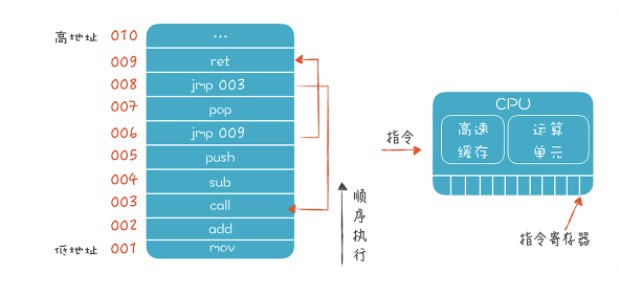 高地址 010 ...
009 ret
008 jmp 003
007 pop
006 jmp 009
005 push
004 sub
003 call
002 add
低地址 001 mov
顺序执行
指令
CPU
高速缓存
运算单元
指令寄存器